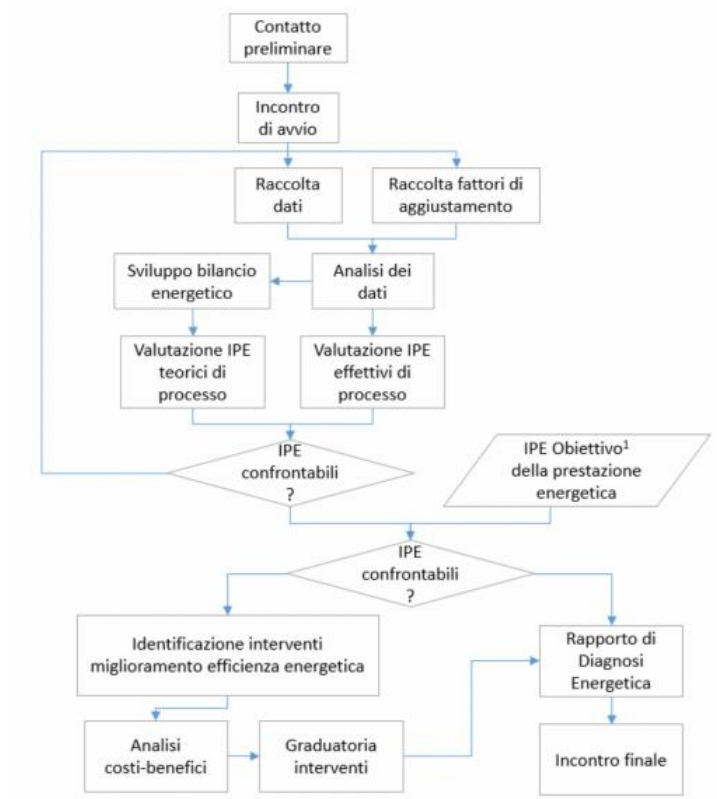 Contatto
preliminare
Incontro
di avvio
Raccolta
dati
Raccolta fattori di
aggiustamento
Sviluppo bilancio
energetico
Analisi dei
dati
Valutazione IPE
teorici di
processo
Valutazione IPE
effettivi di
processo
IPE
confrontabili
?
IPE Obiettivo¹
della prestazione
energetica
IPE
confrontabili
?
Identificazione interventi
miglioramento efficienza energetica
Rapporto di
Diagnosi
Energetica
Analisi
costi-benefici
Graduatoria
interventi
Incontro finale